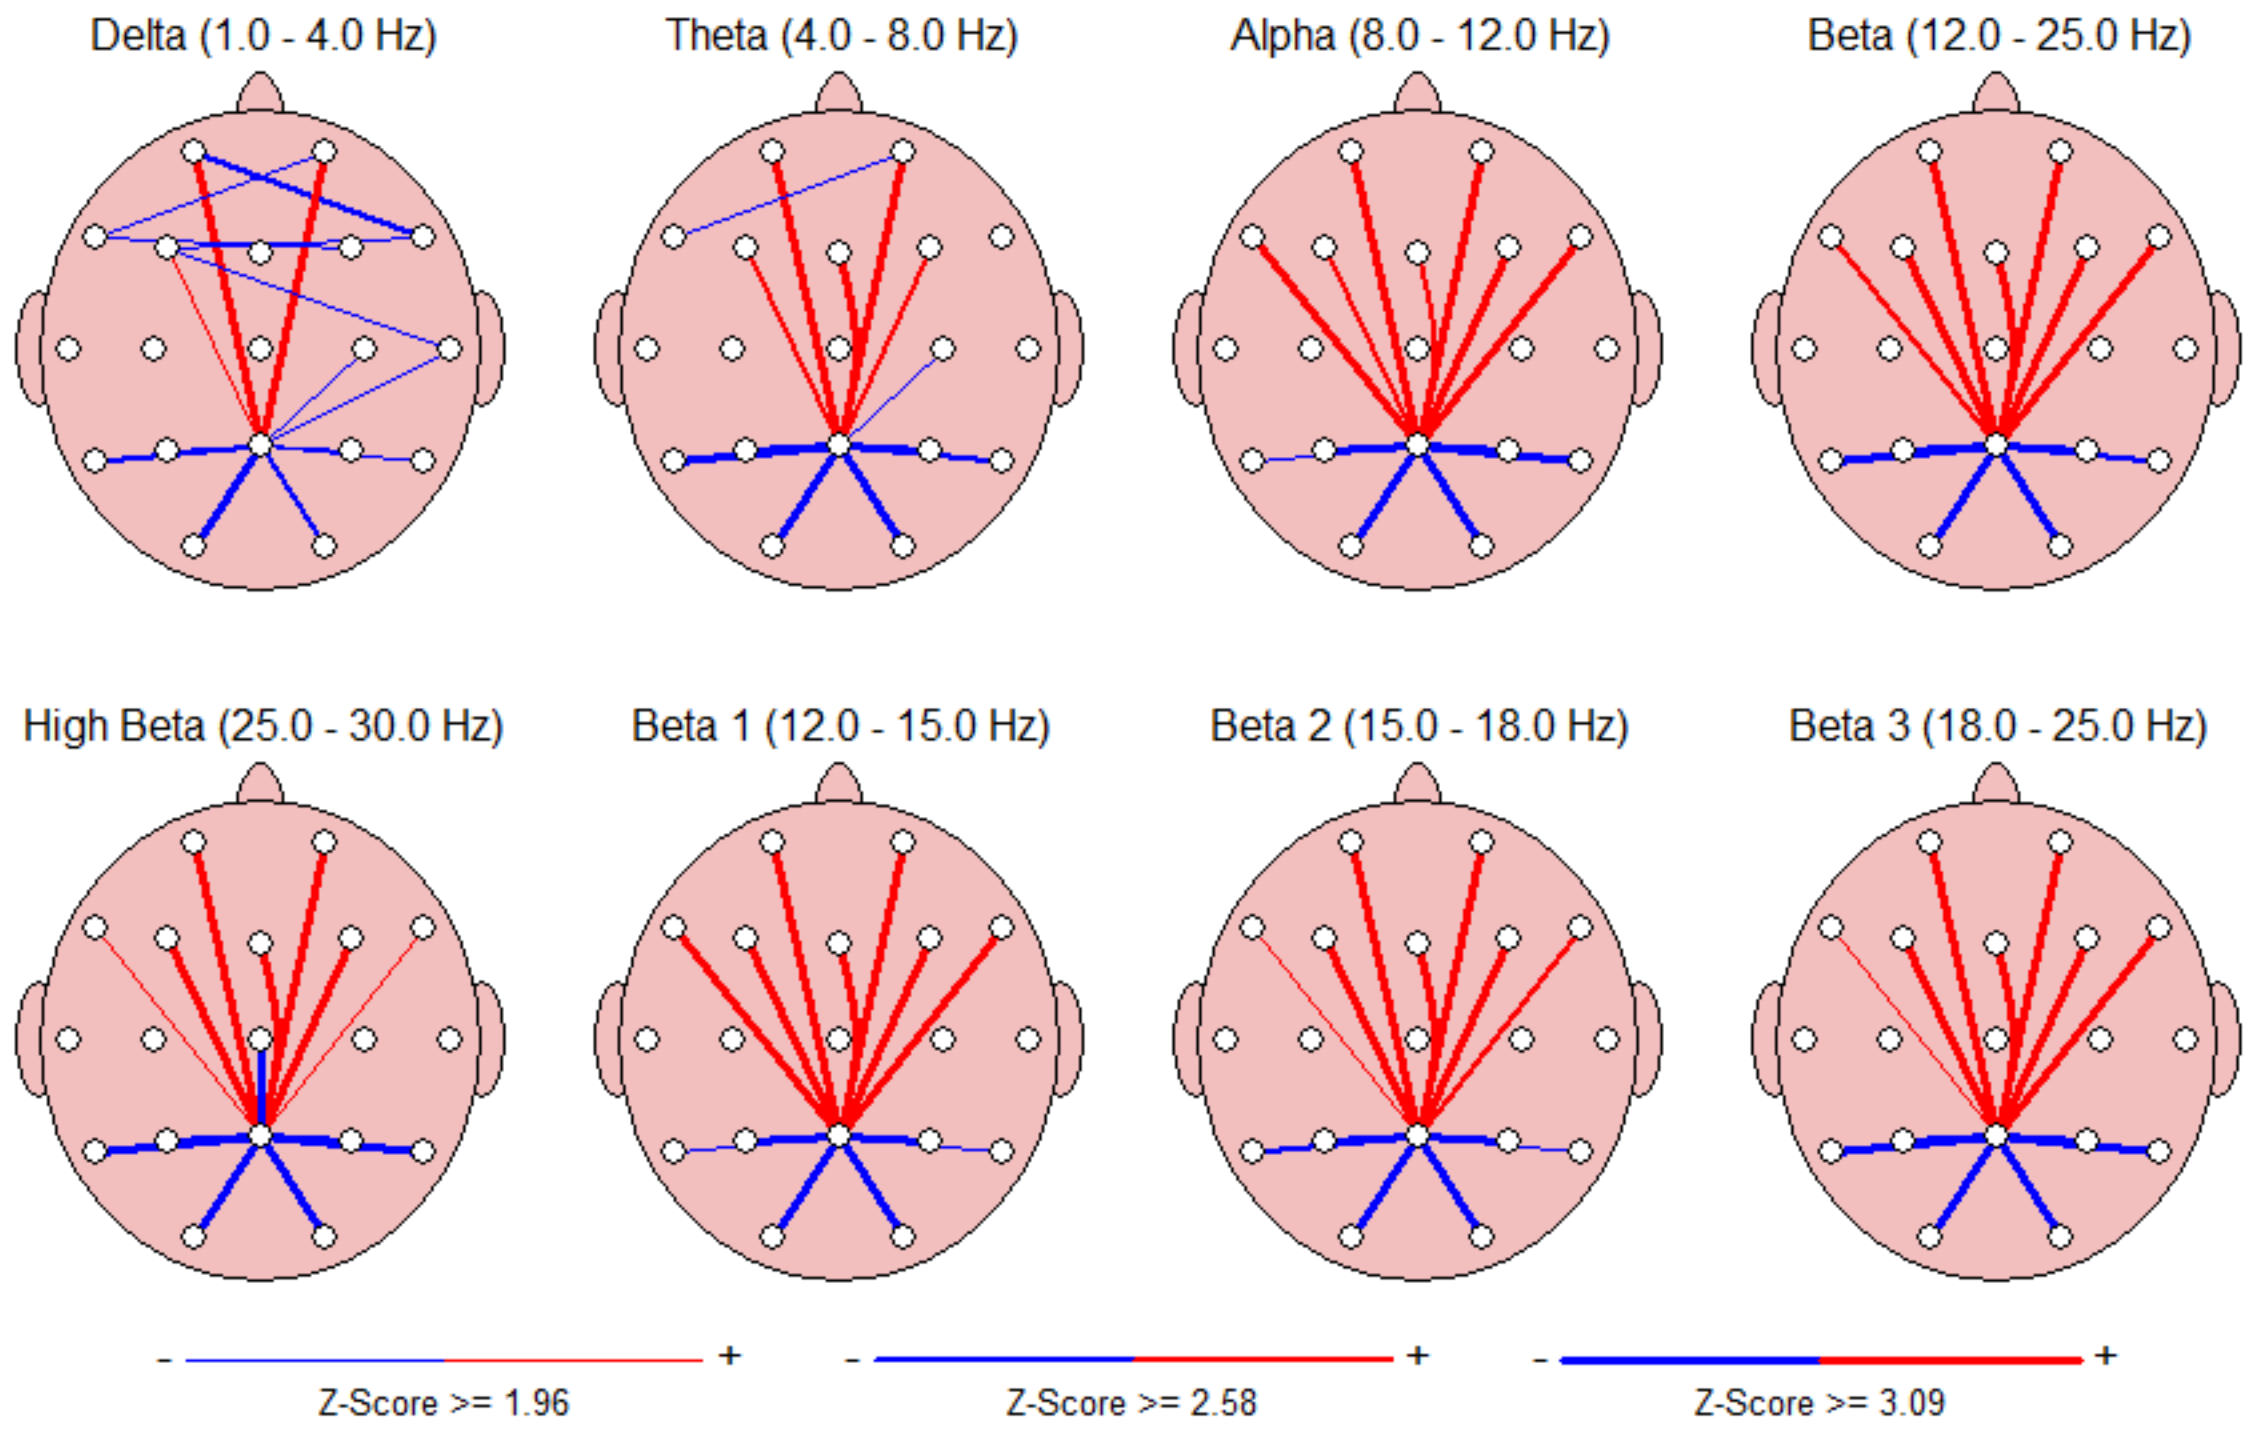 Delta (1.0 - 4.0 Hz) Theta (4.0 - 8.0 Hz) Alpha (8.0 - 12.0 Hz) Beta (12.0 - 25.0 Hz)
High Beta (25.0 - 30.0 Hz) Beta 1 (12.0 - 15.0 Hz) Beta 2 (15.0 - 18.0 Hz) Beta 3 (18.0 - 25.0 Hz)
- + - + - +
Z-Score >= 1.96 Z-Score >= 2.58 Z-Score >= 3.09